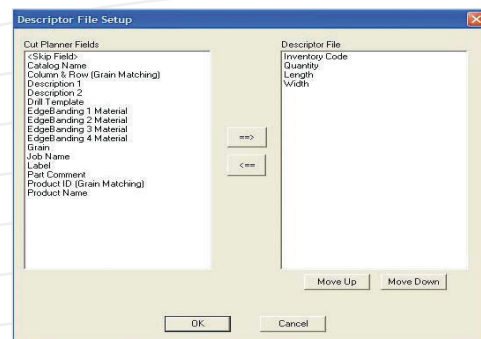 Descriptor File Setup
Cut Planner Fields
<Skip Field>
Catalog Name
Column & Row (Grain Matching)
Description 1
Description 2
Drill Template
EdgeBanding 1 Material
EdgeBanding 2 Material
EdgeBanding 3 Material
EdgeBanding 4 Material
Grain
Job Name
Label
Part Comment
Product ID (Grain Matching)
Product Name
==>
<==
Descriptor File
Inventory Code
Quantity
Length
Width
Move Up Move Down
OK Cancel